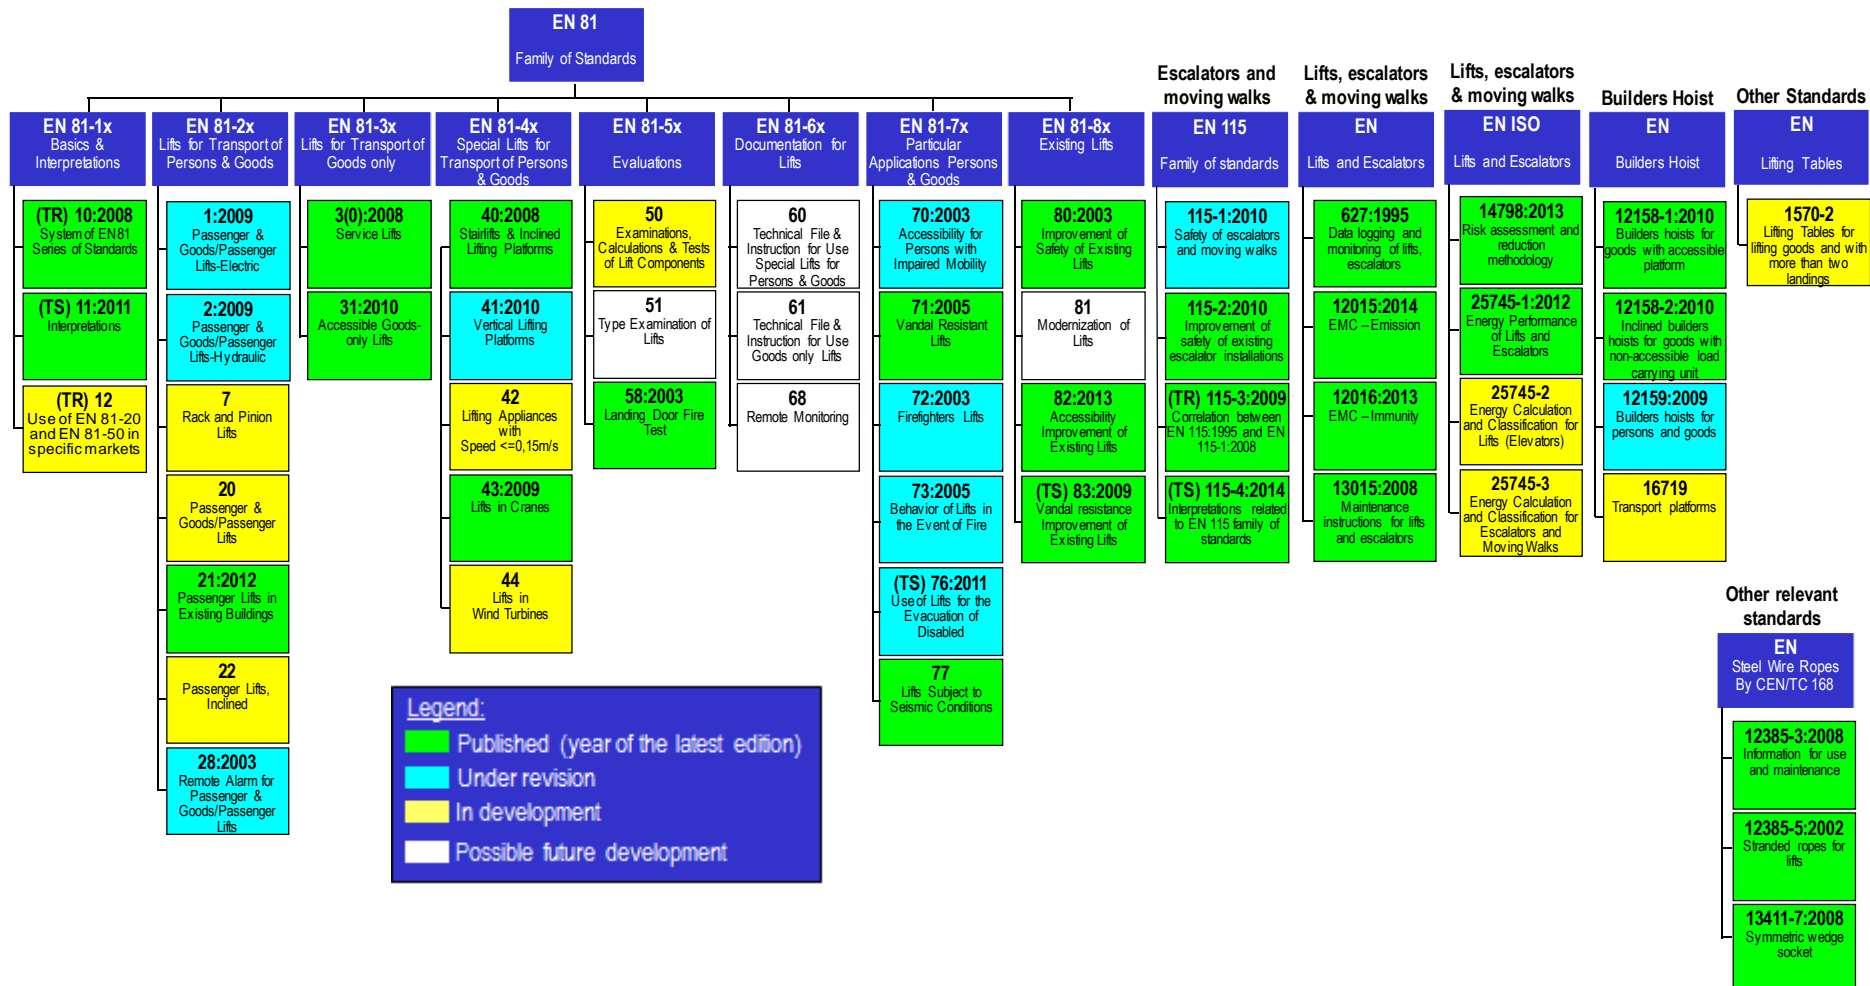 EN 81
Family of Standards
EN 81-1x
Basics &
Interpretations
(TR) 10:2008
System of EN81
Series of Standards
(TS) 11:2011
Interpretations
(TR) 12
Use of EN 81-20
and EN 81-50 in
specific markets
EN 81-2x
Lifts for Transport of
Persons & Goods
1:2009
Passenger &
Goods/Passenger
Lifts-Electric
2:2009
Passenger &
Goods/Passenger
Lifts-Hydraulic
7
Rack and Pinion
Lifts
20
Passenger &
Goods/Passenger
Lifts
21:2012
Passenger Lifts in
Existing Buildings
22
Passenger Lifts,
Inclined
28:2003
Remote Alarm for
Passenger &
Goods/Passenger
Lifts
EN 81-3x
Lifts for Transport of
Goods only
3(0):2008
Service Lifts
31:2010
Accessible Goods-
only Lifts
EN 81-4x
Special Lifts for
Transport of Persons
& Goods
40:2008
Stairlifts & Inclined
Lifting Platforms
41:2010
Vertical Lifting
Platforms
42
Lifting Appliances
with
Speed <=0,15m/s
43:2009
Lifts in Cranes
44
Lifts in
Wind Turbines
EN 81-5x
Evaluations
50
Examinations,
Calculations & Tests
of Lift Components
51
Type Examination of
Lifts
58:2003
Landing Door Fire
Test
EN 81-6x
Documentation for
Lifts
60
Technical File &
Instruction for Use
Special Lifts for
Persons & Goods
61
Technical File &
Instruction for Use
Goods only Lifts
68
Remote Monitoring
EN 81-7x
Particular
Applications Persons
& Goods
70:2003
Accessibility for
Persons with
Impaired Mobility
71:2005
Vandal Resistant
Lifts
72:2003
Firefighters Lifts
73:2005
Behavior of Lifts in
the Event of Fire
(TS) 76:2011
Use of Lifts for the
Evacuation of
Disabled
77
Lifts Subject to
Seismic Conditions
EN 81-8x
Existing Lifts
80:2003
Improvement of
Safety of Existing
Lifts
81
Modernization of
Lifts
82:2013
Accessibility
Improvement of
Existing Lifts
(TS) 83:2009
Vandal resistance
Improvement of
Existing Lifts
Escalators and
moving walks
EN 115
Family of standards
115-1:2010
Safety of escalators
and moving walks
115-2:2010
Improvement of
safety of existing
escalator installations
(TR) 115-3:2009
Correlation between
EN 115:1995 and EN
115-1:2008
(TS) 115-4:2014
Interpretations related
to EN 115 family of
standards
Lifts, escalators
& moving walks
EN
Lifts and Escalators
627:1995
Data logging and
monitoring of lifts,
escalators
12015:2014
EMC – Emission
12016:2013
EMC – Immunity
13015:2008
Maintenance
instructions for lifts
and escalators
Lifts, escalators
& moving walks
EN ISO
Lifts and Escalators
14798:2013
Risk assessment and
reduction
methodology
25745-1:2012
Energy Performance
of Lifts and
Escalators
25745-2
Energy Calculation
and Classification for
Lifts (Elevators)
25745-3
Energy Calculation
and Classification for
Escalators and
Moving Walks
Builders Hoist
EN
Builders Hoist
12158-1:2010
Builders hoists for
goods with accessible
platform
12158-2:2010
Inclined builders
hoists for goods with
non-accessible load
carrying unit
12159:2009
Builders hoists for
persons and goods
16719
Transport platforms
Other Standards
EN
Lifting Tables
1570-2
Lifting Tables for
lifting goods and with
more than two
landings
Other relevant
standards
EN
Steel Wire Ropes
By CEN/TC 168
12385-3:2008
Information for use
and maintenance
12385-5:2002
Stranded ropes for
lifts
13411-7:2008
Symmetric wedge
socket
Legend:
Published (year of the latest edition)
Under revision
In development
Possible future development